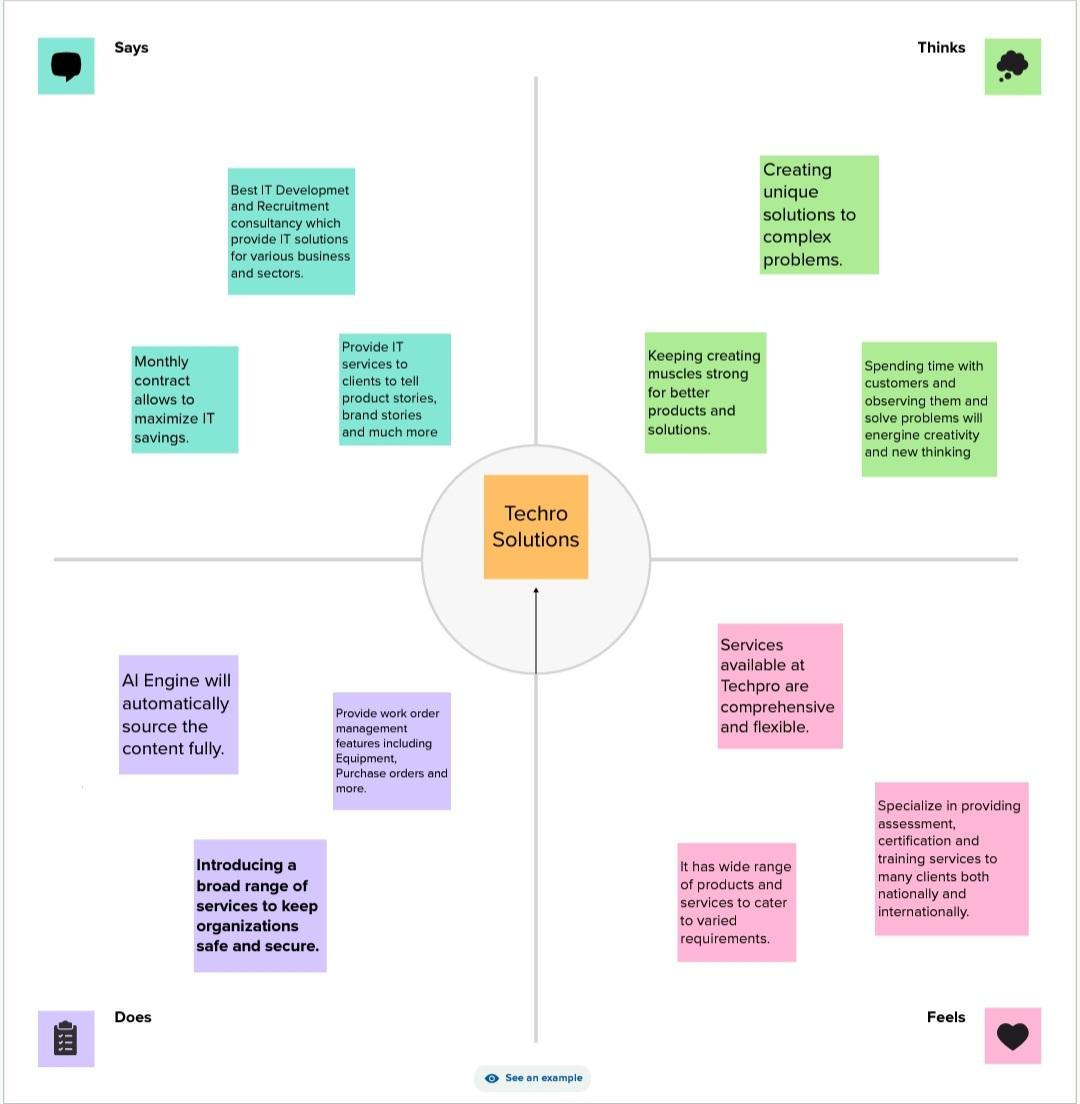 Says
Thinks
Best IT Developmet
and Recruitment
consultancy which
provide IT solutions
for various business
and sectors.
Monthly
contract
allows to
maximize IT
savings.
Provide IT
services to
clients to tell
product stories,
brand stories
and much more
Creating
unique
solutions to
complex
problems.
Keeping creating
muscles strong
for better
products and
solutions.
Spending time with
customers and
observing them and
solve problems will
energine creativity
and new thinking
Techro
Solutions
AI Engine will
automatically
source the
content fully.
Provide work order
management
features including
Equipment,
Purchase orders and
more.
Introducing a
broad range of
services to keep
organizations
safe and secure.
Services
available at
Techpro are
comprehensive
and flexible.
Specialize in providing
assessment,
certification and
training services to
many clients both
nationally and
internationally.
It has wide range
of products and
services to cater
to varied
requirements.
Does
Feels
See an example